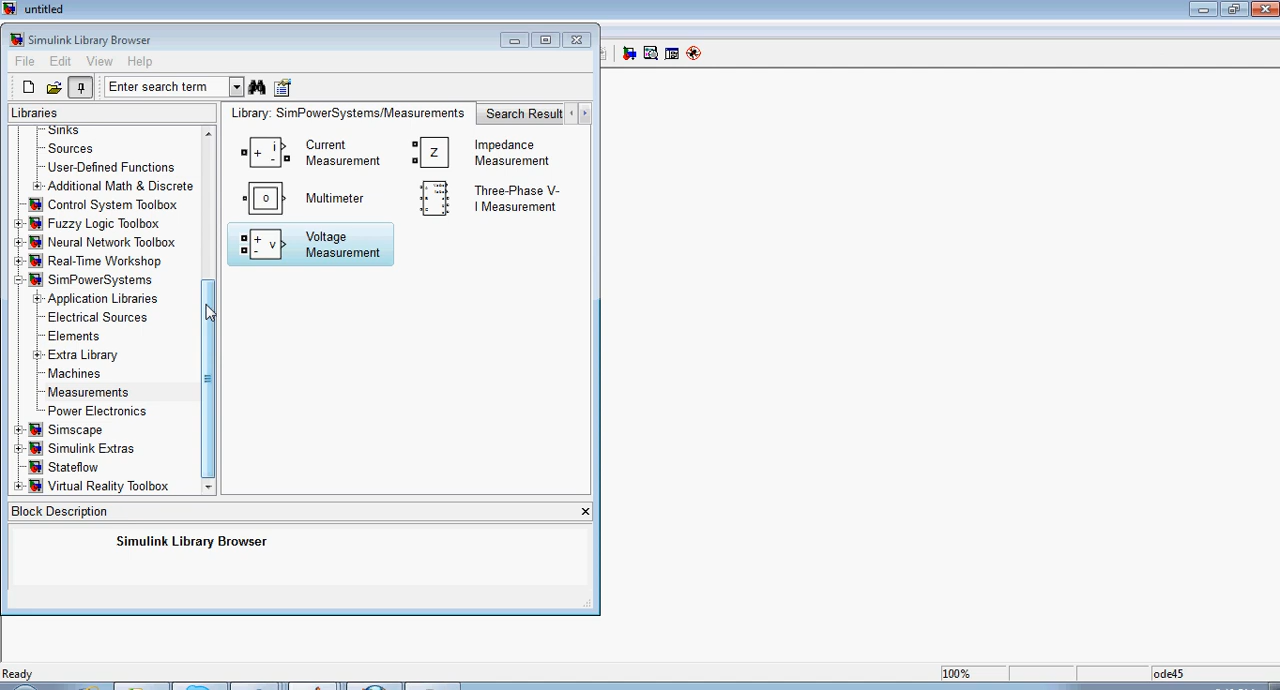 untitled
Simulink Library Browser
File Edit View Help
Enter search term
Libraries
Library: SimPowerSystems/Measurements
Search Result
Sinks
Sources
User-Defined Functions
Additional Math & Discrete
Control System Toolbox
Fuzzy Logic Toolbox
Neural Network Toolbox
Real-Time Workshop
SimPowerSystems
Application Libraries
Electrical Sources
Elements
Extra Library
Machines
Measurements
Power Electronics
Simscape
Simulink Extras
Stateflow
Virtual Reality Toolbox
+ i -
Current
Measurement
Z
Impedance
Measurement
0
Multimeter
Three-Phase V-
I Measurement
+ v -
Voltage
Measurement
Block Description
Simulink Library Browser
Ready
100%
ode45